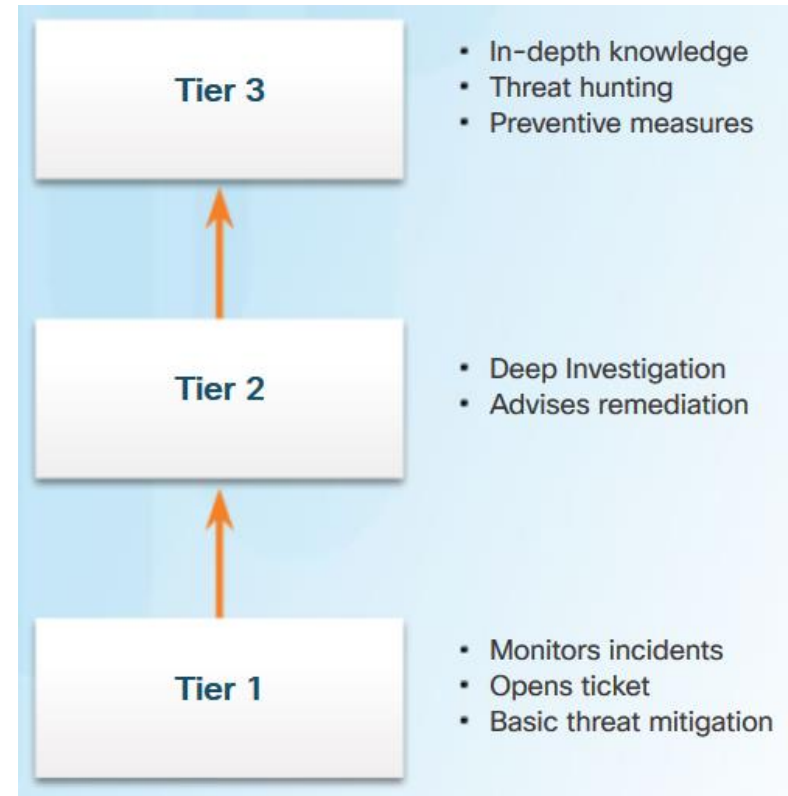 Tier 3
• In-depth knowledge
• Threat hunting
• Preventive measures
Tier 2
• Deep Investigation
• Advises remediation
Tier 1
• Monitors incidents
• Opens ticket
• Basic threat mitigation